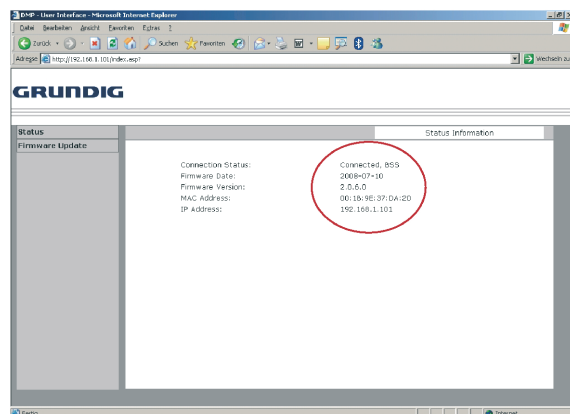 DMP - User Interface - Microsoft Internet Explorer
Datei Bearbeiten Ansicht Favoriten Extras ?
Zurück Suchen Favoriten
Adresse http://192.168.1.101/index.asp? Wechseln zu
GRUNDIG
Status
Status Information
Firmware Update
Connection Status: Connected, BSS
Firmware Date: 2008-07-10
Firmware Version: 2.0.6.0
MAC Address: 00:1B:9E:37:DA:2D
IP Address: 192.168.1.101
Fertig Internet